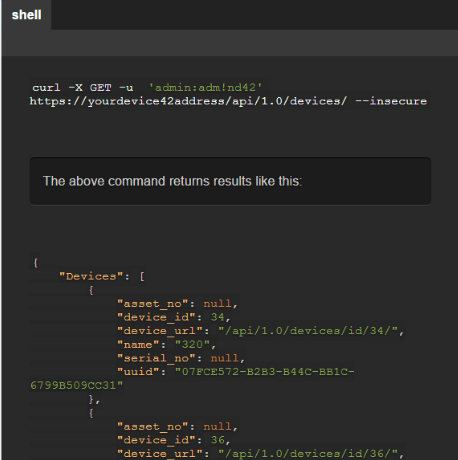 shell
curl -X GET -u 'admin:adm!nd42'
https://yourdevice42address/api/1.0/devices/ --insecure
The above command returns results like this:
{
"Devices": [
{
"asset_no": null,
"device_id": 34,
"device_url": "/api/1.0/devices/id/34/",
"name": "320",
"serial_no": null,
"uuid": "07FCE572-B2B3-B44C-BB1C-
6799B509CC31"
},
{
"asset_no": null,
"device_id": 36,
"device_url": "/api/1.0/devices/id/36/",